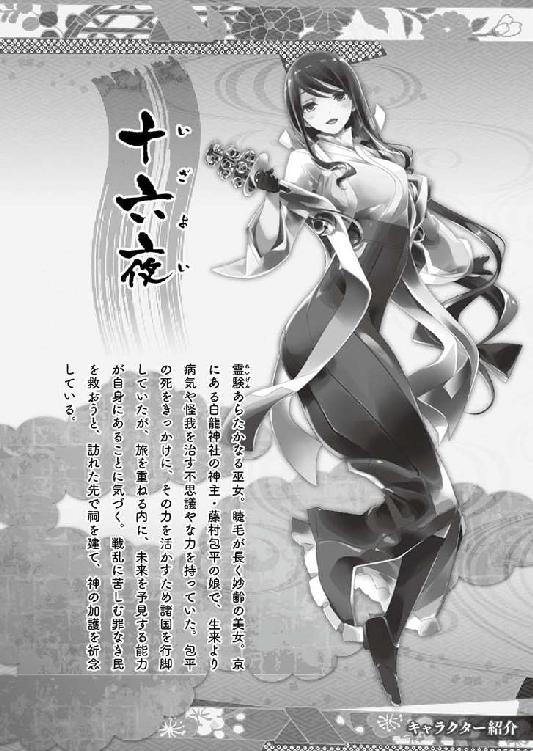 十六夜
いざよい
霊験あらたかなる巫女。睫毛が長く妙齢の美女。京
れいげん
にある白龍神社の神主・藤村包平の娘で、生来より
病気や怪我を治す不思議やな力を持っていた。包平
の死をきっかけに、その力を活かすため諸国を行脚
していたが、旅を重ねる内に、未来を予見する能力
が自身にあることに気づく。戦乱に苦しむ罪なき民
を救おうと、訪れた先で祠を建て、神の加護を祈念
している。
キャラクター紹介